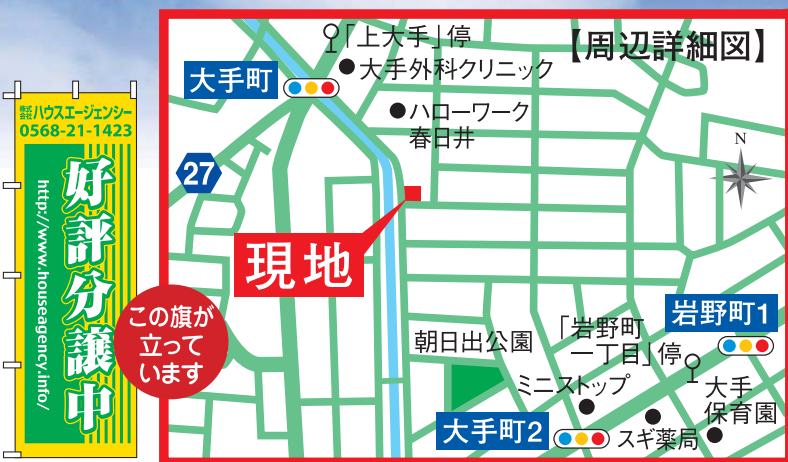 【周辺詳細図】
「上大手」停
大手外科クリニック
大手町
ハローワーク
春日井
N
27
現地
株式会社ハウスエージェンシー
0568-21-1423
好評分譲中
http://www.houseagency.info/
この旗が
立って
います
岩野町1
朝日出公園
「岩野町
一丁目」停
ミニストップ
大手
保育園
大手町2
スギ薬局